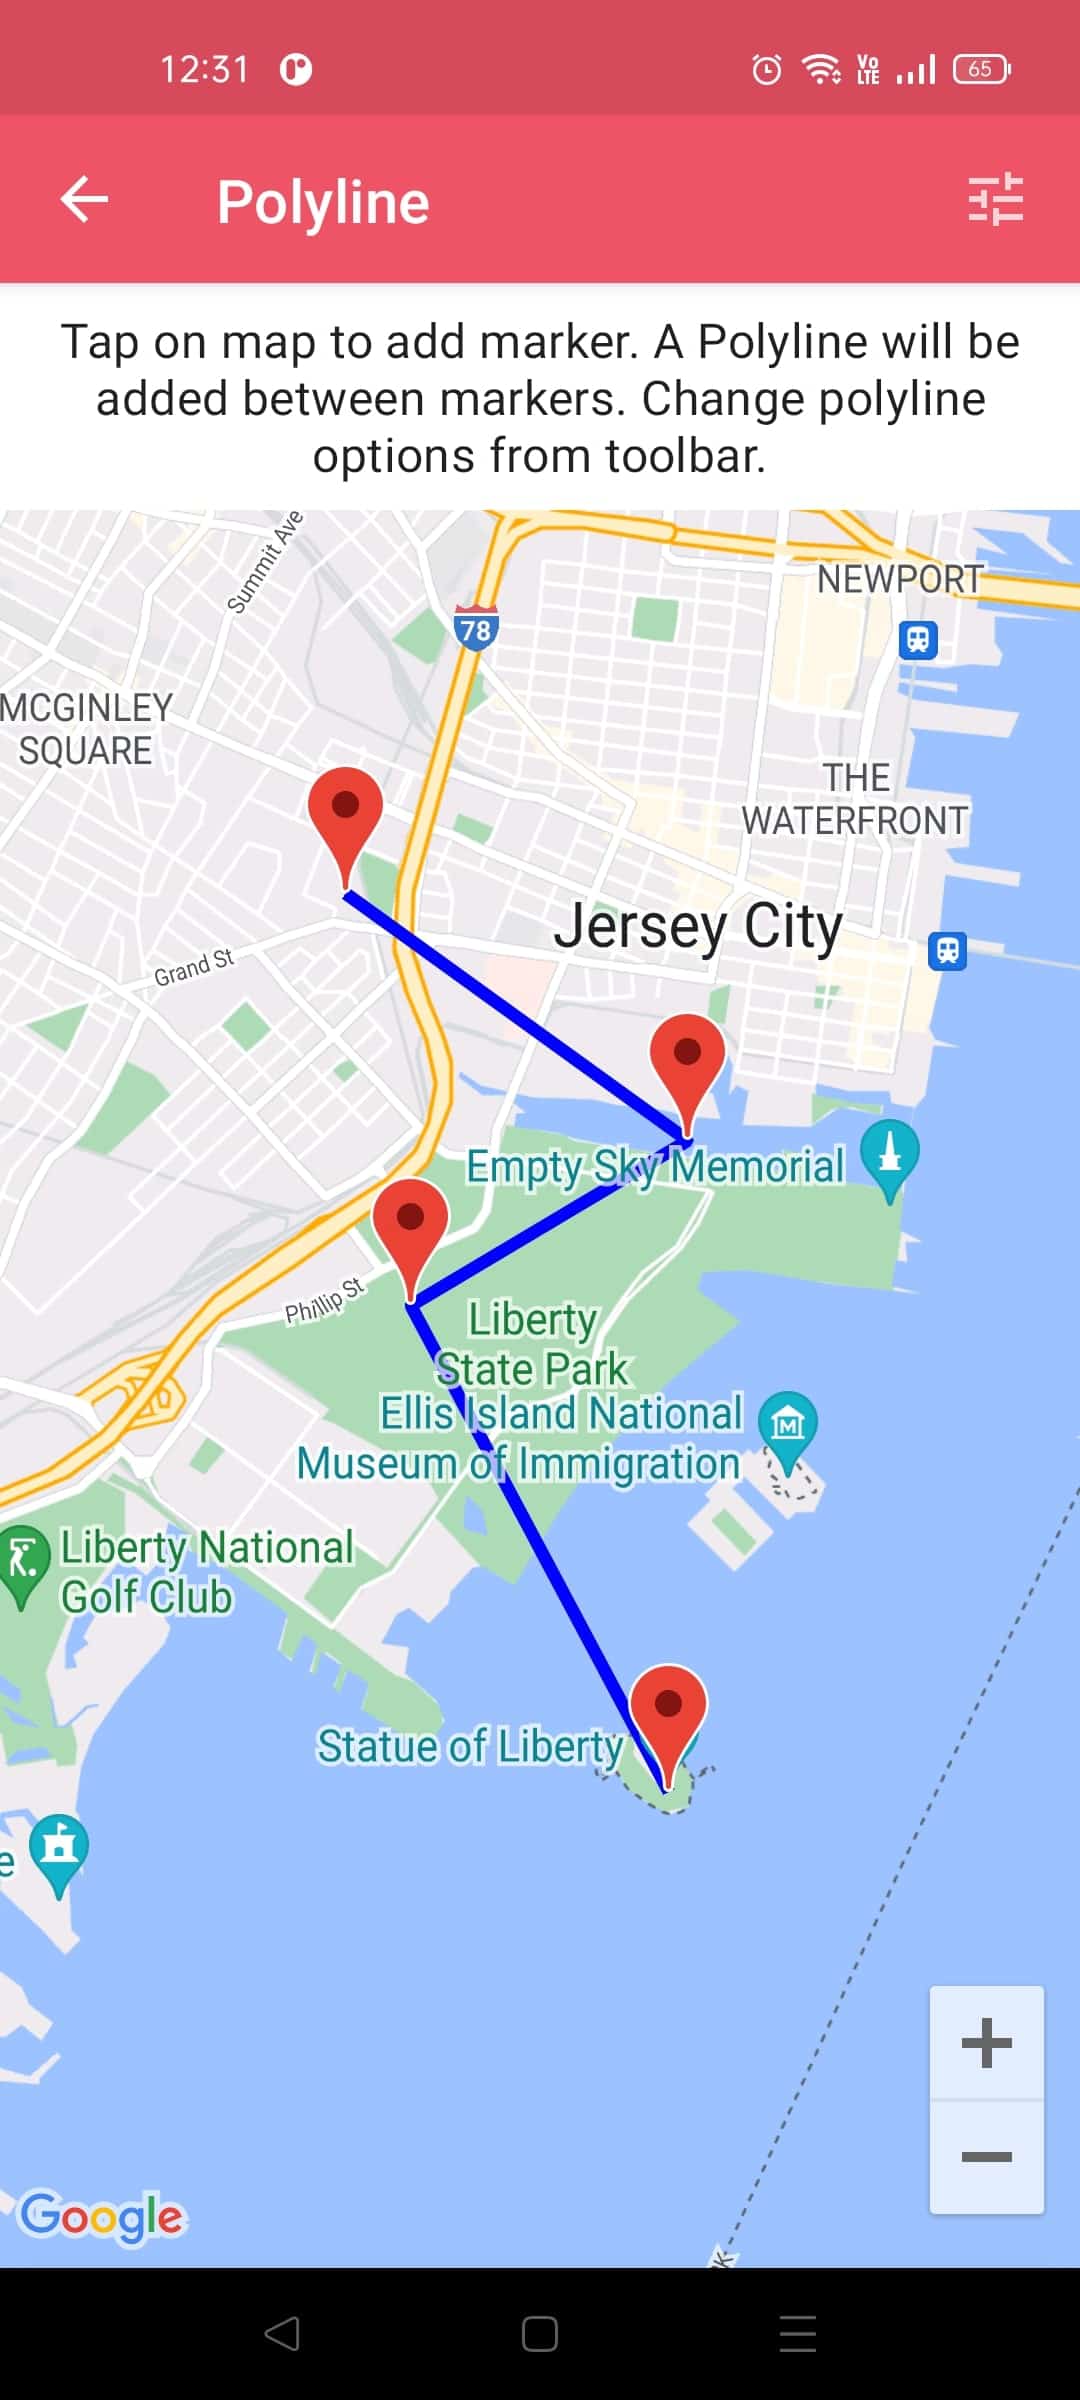 12:31
Vo
LTE
65
Polyline
Tap on map to add marker. A Polyline will be
added between markers. Change polyline
options from toolbar.
Summit Ave
NEWPORT
78
MCGINLEY
SQUARE
THE
WATERFRONT
Jersey City
Grand St
Empty Sky Memorial
Phillip St
Liberty
State Park
Ellis Island National
Museum of Immigration
Liberty National
Golf Club
Statue of Liberty
e
Google